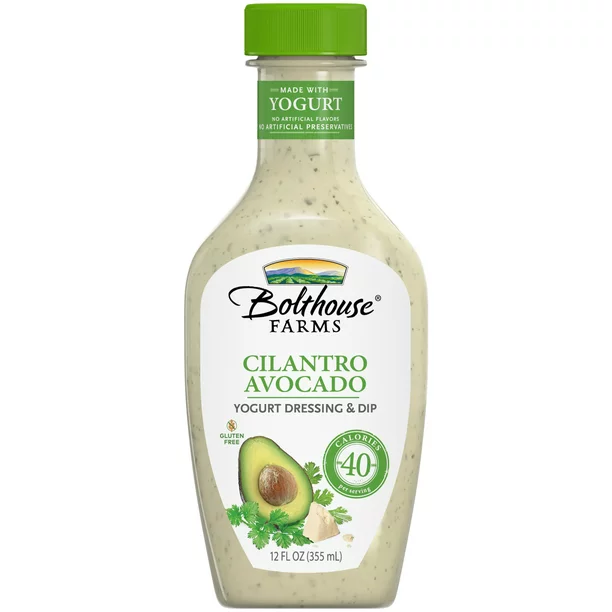 MADE WITH
YOGURT
NO ARTIFICIAL FLAVORS
NO ARTIFICIAL PRESERVATIVES
Bolthouse®
FARMS
CILANTRO
AVOCADO
YOGURT DRESSING & DIP
GLUTEN
FREE
CALORIES
40
per serving
12 FL OZ (355 mL)